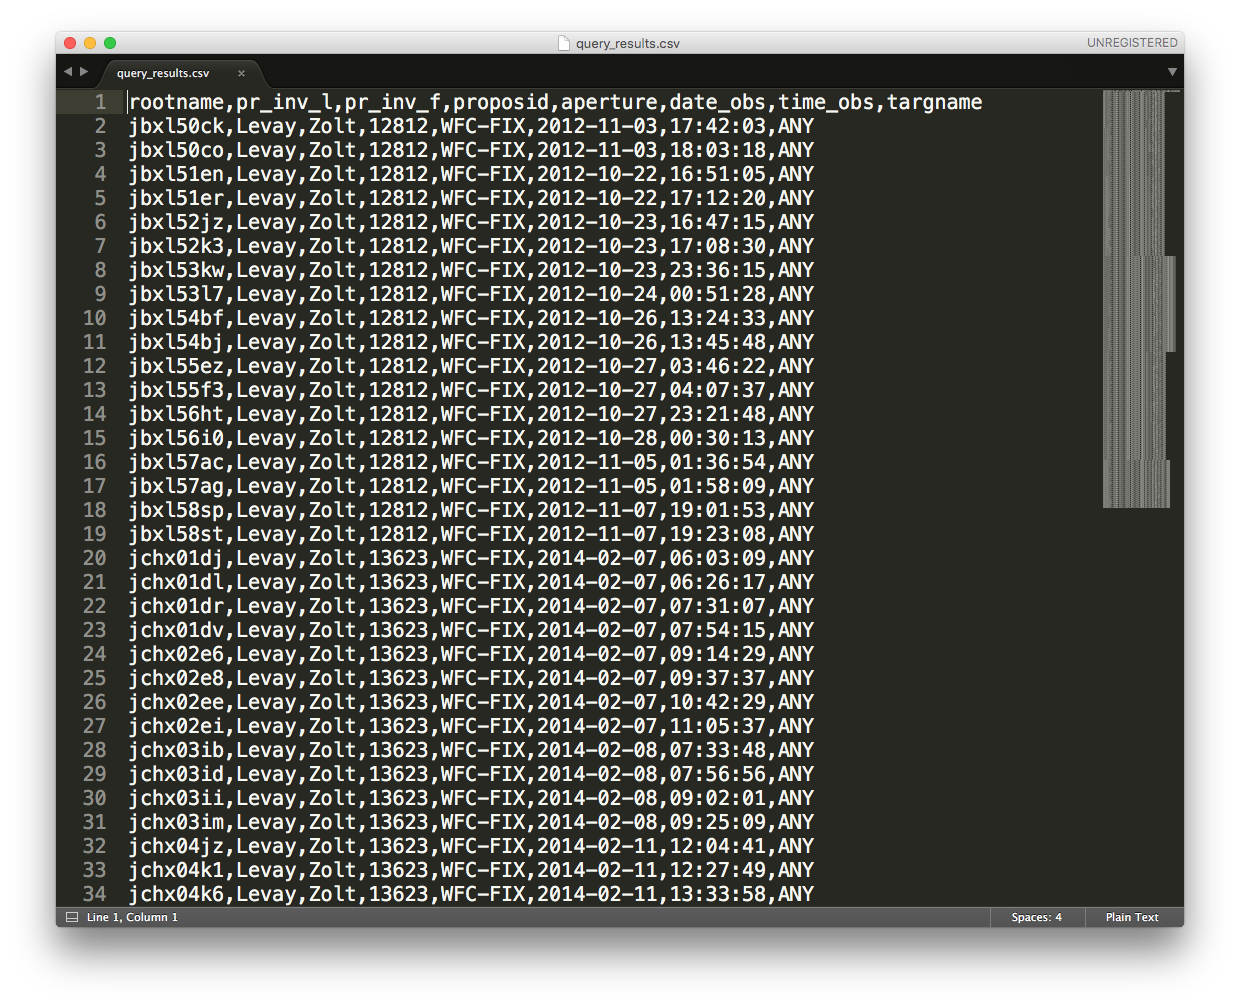 query_results.csv
UNREGISTERED
query_results.csv ×
1 rootname,pr_inv_l,pr_inv_f,proposid,aperture,date_obs,time_obs,targname
2 jbxl50ck,Levay,Zolt,12812,WFC-FIX,2012-11-03,17:42:03,ANY
3 jbxl50co,Levay,Zolt,12812,WFC-FIX,2012-11-03,18:03:18,ANY
4 jbxl51en,Levay,Zolt,12812,WFC-FIX,2012-10-22,16:51:05,ANY
5 jbxl51er,Levay,Zolt,12812,WFC-FIX,2012-10-22,17:12:20,ANY
6 jbxl52jz,Levay,Zolt,12812,WFC-FIX,2012-10-23,16:47:15,ANY
7 jbxl52k3,Levay,Zolt,12812,WFC-FIX,2012-10-23,17:08:30,ANY
8 jbxl53kw,Levay,Zolt,12812,WFC-FIX,2012-10-23,23:36:15,ANY
9 jbxl53l7,Levay,Zolt,12812,WFC-FIX,2012-10-24,00:51:28,ANY
10 jbxl54bf,Levay,Zolt,12812,WFC-FIX,2012-10-26,13:24:33,ANY
11 jbxl54bj,Levay,Zolt,12812,WFC-FIX,2012-10-26,13:45:48,ANY
12 jbxl55ez,Levay,Zolt,12812,WFC-FIX,2012-10-27,03:46:22,ANY
13 jbxl55f3,Levay,Zolt,12812,WFC-FIX,2012-10-27,04:07:37,ANY
14 jbxl56ht,Levay,Zolt,12812,WFC-FIX,2012-10-27,23:21:48,ANY
15 jbxl56i0,Levay,Zolt,12812,WFC-FIX,2012-10-28,00:30:13,ANY
16 jbxl57ac,Levay,Zolt,12812,WFC-FIX,2012-11-05,01:36:54,ANY
17 jbxl57ag,Levay,Zolt,12812,WFC-FIX,2012-11-05,01:58:09,ANY
18 jbxl58sp,Levay,Zolt,12812,WFC-FIX,2012-11-07,19:01:53,ANY
19 jbxl58st,Levay,Zolt,12812,WFC-FIX,2012-11-07,19:23:08,ANY
20 jchx01dj,Levay,Zolt,13623,WFC-FIX,2014-02-07,06:03:09,ANY
21 jchx01dl,Levay,Zolt,13623,WFC-FIX,2014-02-07,06:26:17,ANY
22 jchx01dr,Levay,Zolt,13623,WFC-FIX,2014-02-07,07:31:07,ANY
23 jchx01dv,Levay,Zolt,13623,WFC-FIX,2014-02-07,07:54:15,ANY
24 jchx02e6,Levay,Zolt,13623,WFC-FIX,2014-02-07,09:14:29,ANY
25 jchx02e8,Levay,Zolt,13623,WFC-FIX,2014-02-07,09:37:37,ANY
26 jchx02ee,Levay,Zolt,13623,WFC-FIX,2014-02-07,10:42:29,ANY
27 jchx02ei,Levay,Zolt,13623,WFC-FIX,2014-02-07,11:05:37,ANY
28 jchx03ib,Levay,Zolt,13623,WFC-FIX,2014-02-08,07:33:48,ANY
29 jchx03id,Levay,Zolt,13623,WFC-FIX,2014-02-08,07:56:56,ANY
30 jchx03ii,Levay,Zolt,13623,WFC-FIX,2014-02-08,09:02:01,ANY
31 jchx03im,Levay,Zolt,13623,WFC-FIX,2014-02-08,09:25:09,ANY
32 jchx04jz,Levay,Zolt,13623,WFC-FIX,2014-02-11,12:04:41,ANY
33 jchx04k1,Levay,Zolt,13623,WFC-FIX,2014-02-11,12:27:49,ANY
34 jchx04k6,Levay,Zolt,13623,WFC-FIX,2014-02-11,13:33:58,ANY
Line 1, Column 1
Spaces: 4
Plain Text